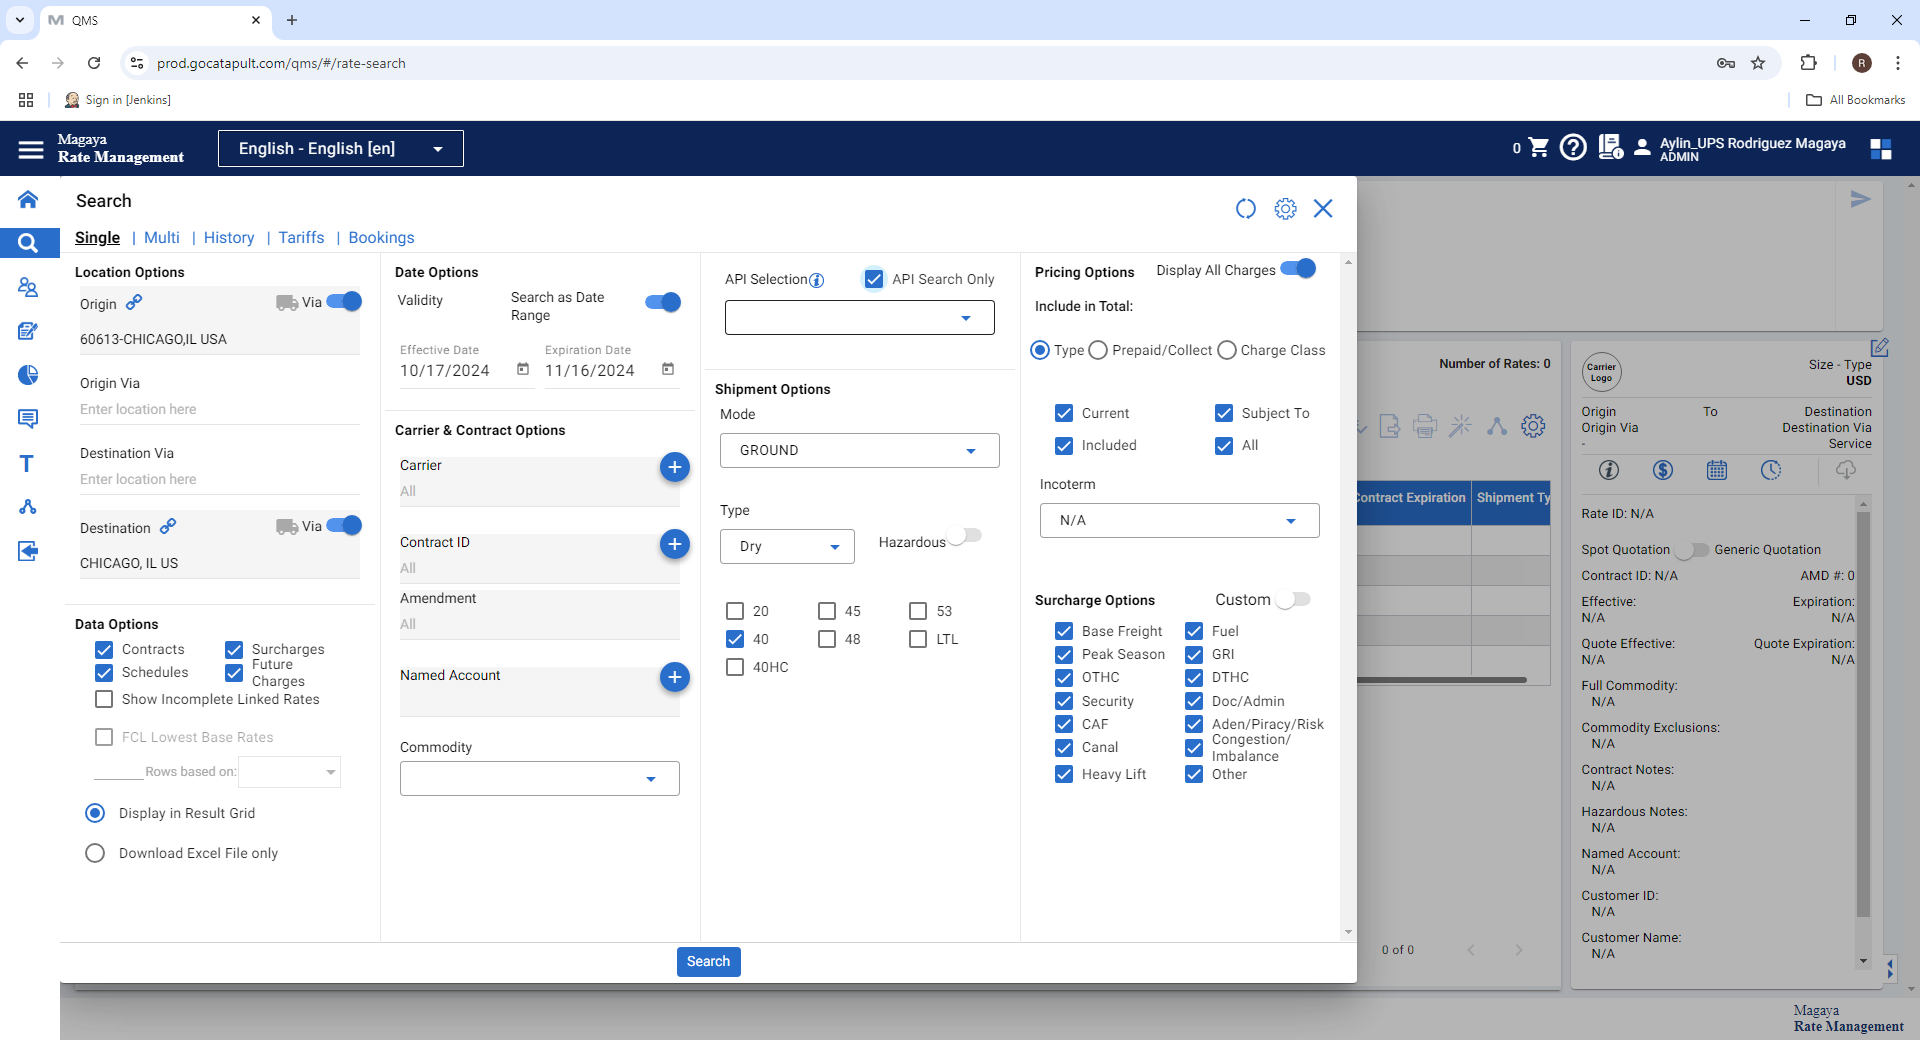 QMS
prod.gocatapult.com/qms/#/rate-search
R
Sign in [Jenkins]
All Bookmarks
Magaya
Rate Management
English - English [en]
0
Aylin_UPS Rodriguez Magaya
ADMIN
Search
Single | Multi | History | Tariffs | Bookings
Location Options
Origin
Via
60613-CHICAGO,IL USA
Origin Via
Enter location here
Destination Via
Enter location here
Destination
Via
CHICAGO, IL US
Data Options
Contracts
Surcharges
Schedules
Future
Charges
Show Incomplete Linked Rates
FCL Lowest Base Rates
Rows based on:
Display in Result Grid
Download Excel File only
Date Options
Validity
Search as Date
Range
Effective Date
10/17/2024
Expiration Date
11/16/2024
Carrier & Contract Options
Carrier
All
Contract ID
All
Amendment
All
Named Account
Commodity
API Selection
API Search Only
Shipment Options
Mode
GROUND
Type
Dry
Hazardous
20
45
53
40
48
LTL
40HC
Pricing Options
Display All Charges
Include in Total:
Type
Prepaid/Collect
Charge Class
Current
Subject To
Included
All
Incoterm
N/A
Surcharge Options
Custom
Base Freight
Fuel
Peak Season
GRI
OTHC
DTHC
Security
Doc/Admin
CAF
Aden/Piracy/Risk
Canal
Congestion/
Imbalance
Heavy Lift
Other
Search
Number of Rates: 0
Contract Expiration
Shipment Ty
0 of 0
Carrier
Logo
Size - Type
USD
Origin
To
Destination
Origin Via
Destination Via
-
Service
Rate ID: N/A
Spot Quotation
Generic Quotation
Contract ID: N/A
AMD #: 0
Effective:
Expiration:
N/A
N/A
Quote Effective:
Quote Expiration:
N/A
N/A
Full Commodity:
N/A
Commodity Exclusions:
N/A
Contract Notes:
N/A
Hazardous Notes:
N/A
Named Account:
N/A
Customer ID:
N/A
Customer Name:
N/A
Magaya
Rate Management